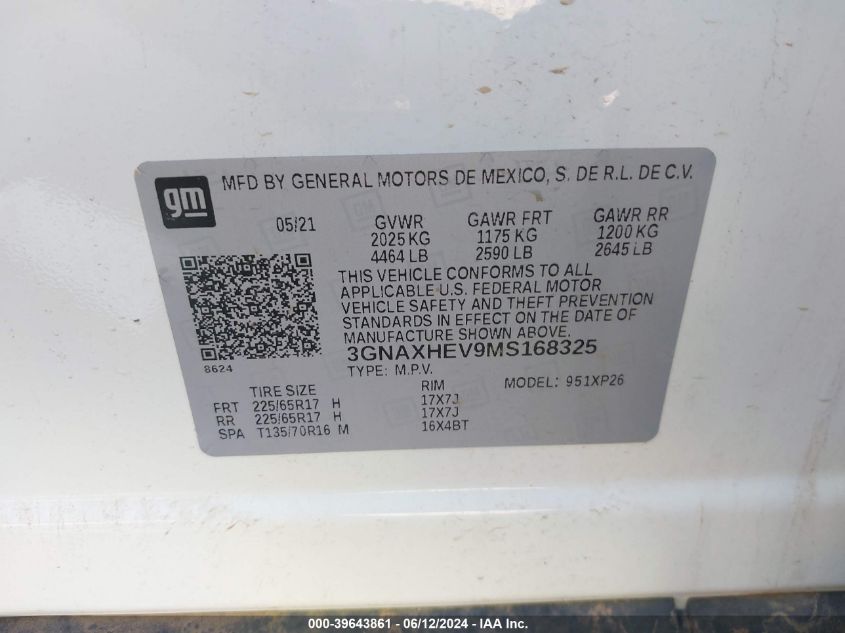 gm
MFD BY GENERAL MOTORS DE MEXICO, S. DE R.L. DE C.V.
05/21 GVWR GAWR FRT GAWR RR
2025 KG 1175 KG 1200 KG
4464 LB 2590 LB 2645 LB
THIS VEHICLE CONFORMS TO ALL
APPLICABLE U.S. FEDERAL MOTOR
VEHICLE SAFETY AND THEFT PREVENTION
STANDARDS IN EFFECT ON THE DATE OF
MANUFACTURE SHOWN ABOVE.
3GNAXHEV9MS168325
8624
TYPE: M.P.V.
MODEL: 951XP26
TIRE SIZE RIM
FRT 225/65R17 H 17X7J
RR 225/65R17 H 17X7J
SPA T135/70R16 M 16X4BT
000-39643861 - 06/12/2024 - IAAI.COM